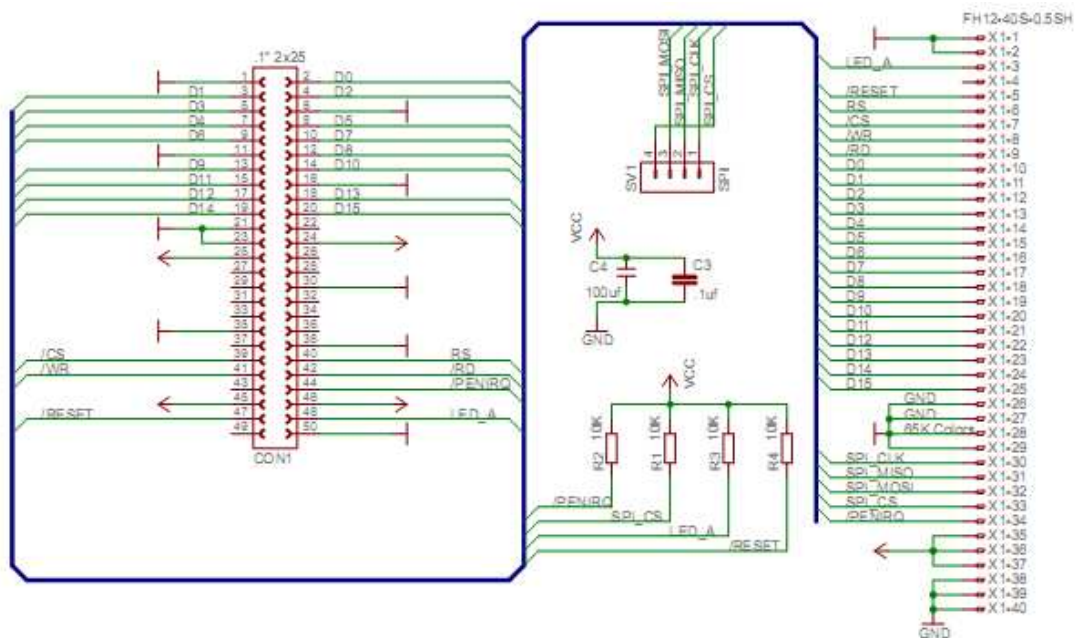 FH12-40S-0.5SH
.1" 2x25
X1-1
X1-2
LED_A X1-3
X1-4
/RESET X1-5
RS X1-6
/CS X1-7
/WR X1-8
/RD X1-9
D0 X1-10
D1 X1-11
D2 X1-12
D3 X1-13
D4 X1-14
D5 X1-15
D6 X1-16
D7 X1-17
D8 X1-18
D9 X1-19
D10 X1-20
D11 X1-21
D12 X1-22
D13 X1-23
D14 X1-24
D15 X1-25
GND X1-26
GND X1-27
65K Colors X1-28
X1-29
SPI_CLK X1-30
SPI_MISO X1-31
SPI_MOSI X1-32
SPI_CS X1-33
/PENIRQ X1-34
X1-35
X1-36
X1-37
X1-38
X1-39
X1-40
GND
1 2 D0
D1 3 4 D2
D3 5 6
D4 7 8 D5
D6 9 10 D7
11 12 D8
D9 13 14 D10
D11 15 16
D12 17 18 D13
D14 19 20 D15
21 22
23 24
25 26
27 28
29 30
31 32
33 34
35 36
37 38
/CS 39 40 RS
/WR 41 42 /RD
43 44 /PENIRQ
45 46
/RESET 47 48 LED_A
49 50
CON1
SPI_MOSI
SPI_MISO
SPI_CLK
SPI_CS
4 3 2 1
SV1
SPI
VCC
C4
100uf
C3
1uf
GND
VCC
R2 10K
R1 10K
R3 10K
R4 10K
/PENIRQ
SPI_CS
LED_A
/RESET